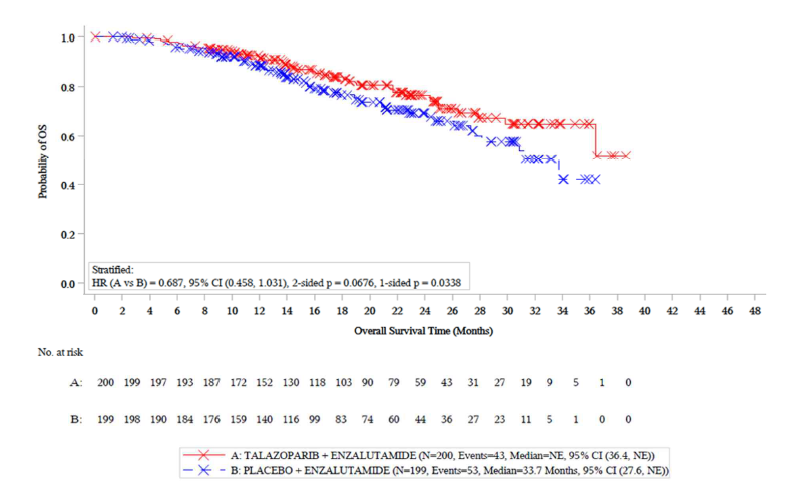 1.0
0.8
0.6
0.4
0.2
0.0
Probability of OS
Stratified:
HR (A vs B) = 0.687, 95% CI (0.458, 1.031), 2-sided p = 0.0676, 1-sided p = 0.0338
0 2 4 6 8 10 12 14 16 18 20 22 24 26 28 30 32 34 36 38 40 42 44 46 48
Overall Survival Time (Months)
No. at risk
A: 200 199 197 193 187 172 152 130 118 103 90 79 59 43 31 27 19 9 5 1 0
B: 199 198 190 184 176 159 140 116 99 83 74 60 44 36 27 23 11 5 1 0 0
A: TALAZOPARIB + ENZALUTAMIDE (N=200, Events=43, Median=NE, 95% CI (36.4, NE))
B: PLACEBO + ENZALUTAMIDE (N=199, Events=53, Median=33.7 Months, 95% CI (27.6, NE))